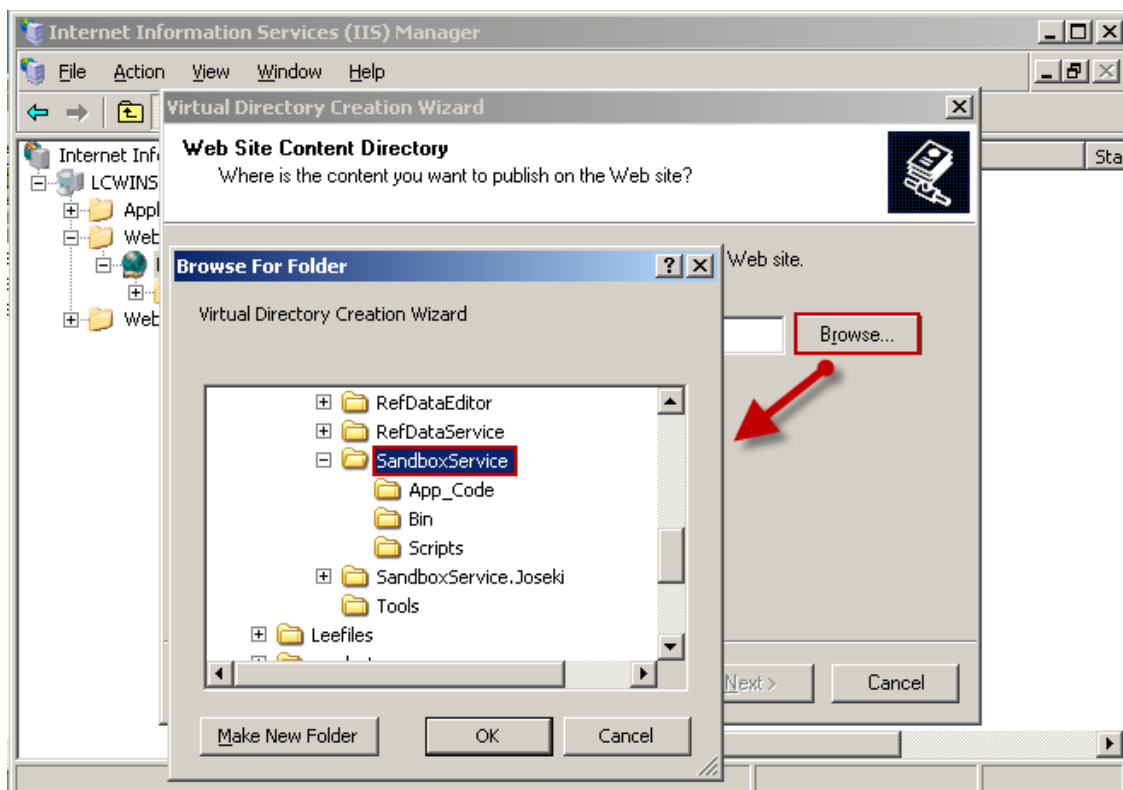 Internet Information Services (IIS) Manager
File Action View Window Help
Virtual Directory Creation Wizard
Web Site Content Directory
Where is the content you want to publish on the Web site?
Internet Inf
LCWINS
Appl
Web
Web
Sta
Browse For Folder
Web site.
Virtual Directory Creation Wizard
Browse...
RefDataEditor
RefDataService
SandboxService
App_Code
Bin
Scripts
SandboxService.Joseki
Tools
Leefiles
Next >
Cancel
Make New Folder
OK
Cancel